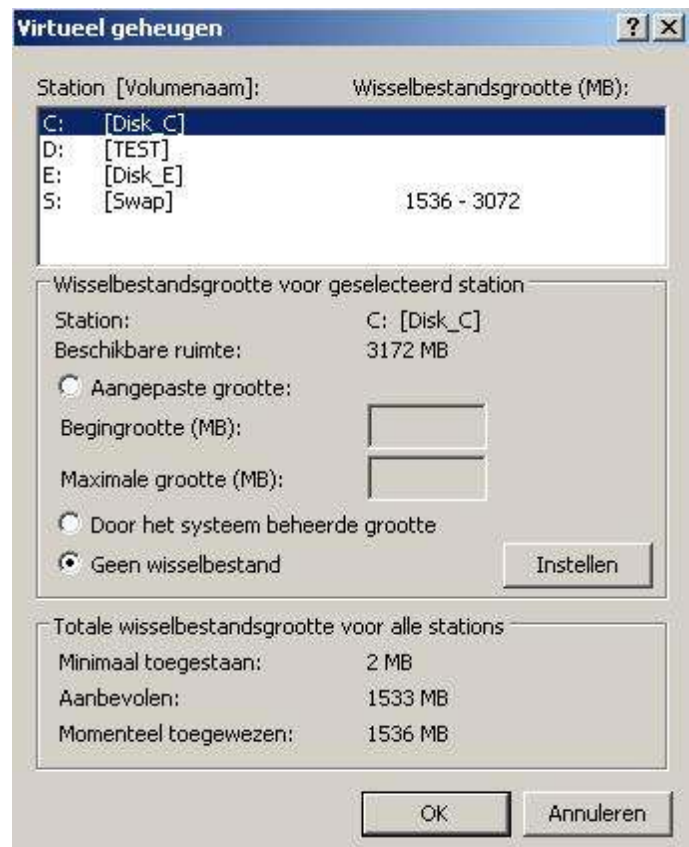 Virtueel geheugen
Station [Volumenaam]: Wisselbestandsgrootte (MB):
C: [Disk_C]
D: [TEST]
E: [Disk_E]
S: [Swap] 1536 - 3072
Wisselbestandsgrootte voor geselecteerd station
Station: C: [Disk_C]
Beschikbare ruimte: 3172 MB
Aangepaste grootte:
Begingrootte (MB):
Maximale grootte (MB):
Door het systeem beheerde grootte
Geen wisselbestand Instellen
Totale wisselbestandsgrootte voor alle stations
Minimaal toegestaan: 2 MB
Aanbevolen: 1533 MB
Momenteel toegewezen: 1536 MB
OK Annuleren